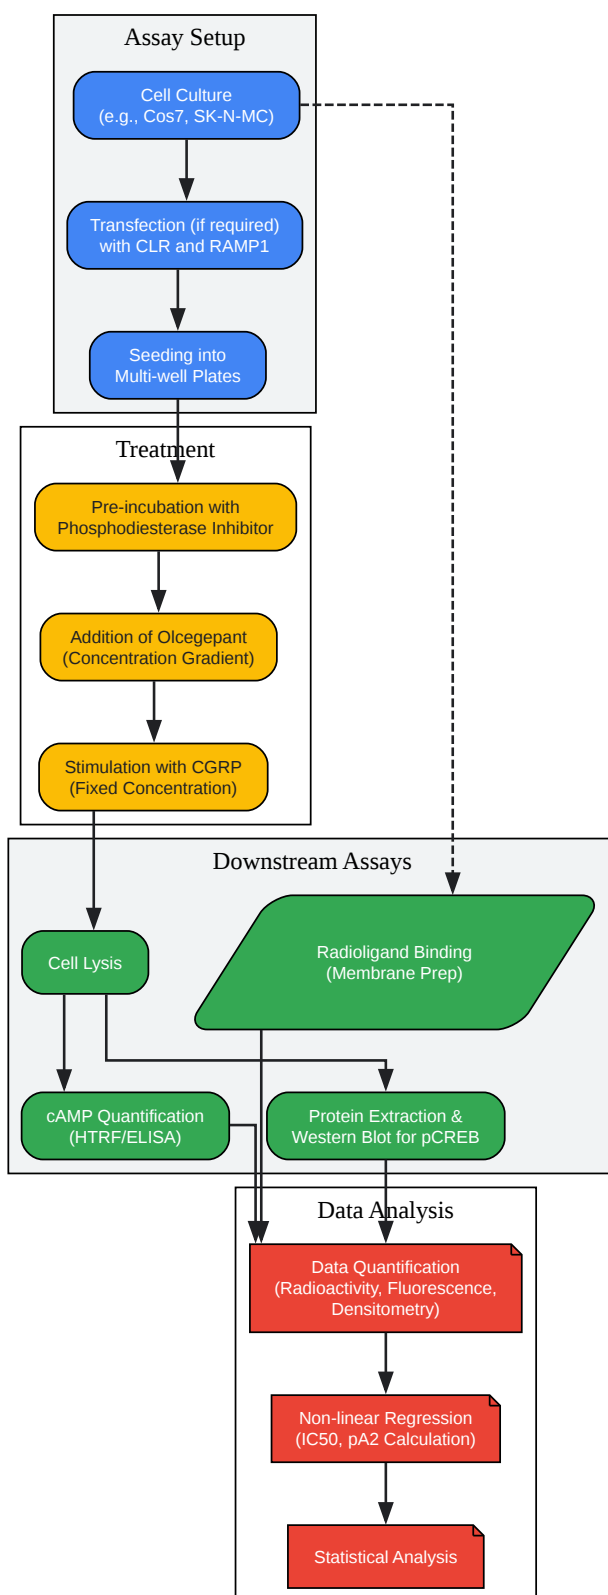 Assay Setup
Cell Culture
(e.g., Cos7, SK-N-MC)
Transfection (if required)
with CLR and RAMP1
Seeding into
Multi-well Plates
Treatment
Pre-incubation with
Phosphodiesterase Inhibitor
Addition of Olcegepant
(Concentration Gradient)
Stimulation with CGRP
(Fixed Concentration)
Downstream Assays
Radioligand Binding
(Membrane Prep)
Cell Lysis
cAMP Quantification
(HTRF/ELISA)
Protein Extraction &
Western Blot for pCREB
Data Analysis
Data Quantification
(Radioactivity, Fluorescence,
Densitometry)
Non-linear Regression
(IC50, pA2 Calculation)
Statistical Analysis